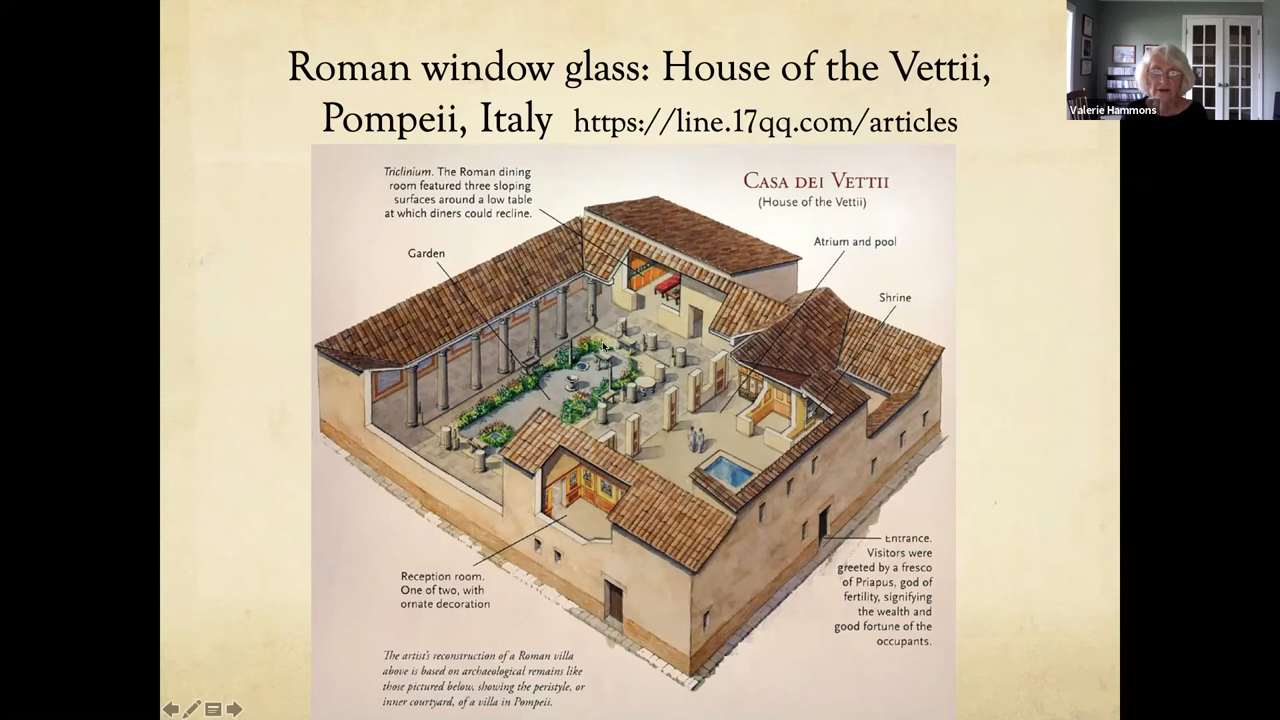 Roman window glass: House of the Vettii,
Pompeii, Italy https://line.17qq.com/articles
Valerie Hammons
Triclinium. The Roman dining
room featured three sloping
surfaces around a low table
at which diners could recline.
CASA DEI VETTII
(House of the Vettii)
Garden
Atrium and pool
Shrine
Entrance.
Visitors were
greeted by a fresco
of Priapus, god of
fertility, signifying
the wealth and
good fortune of the
occupants.
Reception room.
One of two, with
ornate decoration
The artist's reconstruction of a Roman villa
above is based on archaeological remains like
those pictured below, showing the peristyle, or
inner courtyard, of a villa in Pompeii.